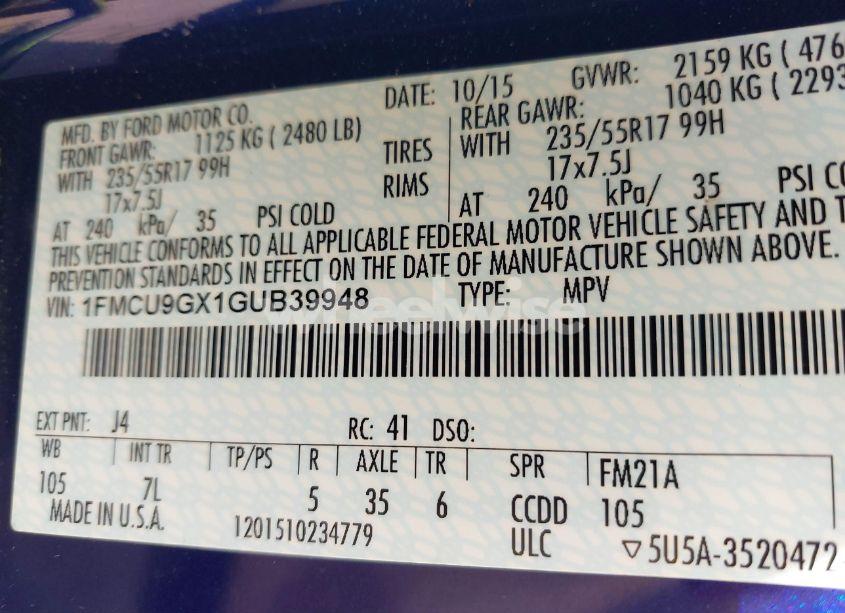 MFD. BY FORD MOTOR CO. DATE: 10/15 GVWR: 2159 KG ( 476
FRONT GAWR: 1125 KG ( 2480 LB) REAR GAWR: 1040 KG ( 2293
WITH 235/55R17 99H TIRES WITH 235/55R17 99H
17x7.5J RIMS 17x7.5J
AT 240 kPa/ 35 PSI COLD AT 240 kPa/ 35 PSI CO
THIS VEHICLE CONFORMS TO ALL APPLICABLE FEDERAL MOTOR VEHICLE SAFETY AND T
PREVENTION STANDARDS IN EFFECT ON THE DATE OF MANUFACTURE SHOWN ABOVE.
VIN: 1FMCU9GX1GUB39948 TYPE: MPV
wheelwise
EXT PNT: J4 RC: 41 DSO:
WB INT TR TP/PS R AXLE TR SPR FM21A
105 7L 5 35 6 CCDD 105
MADE IN U.S.A. 1201510234779 ULC ▽5U5A-3520472